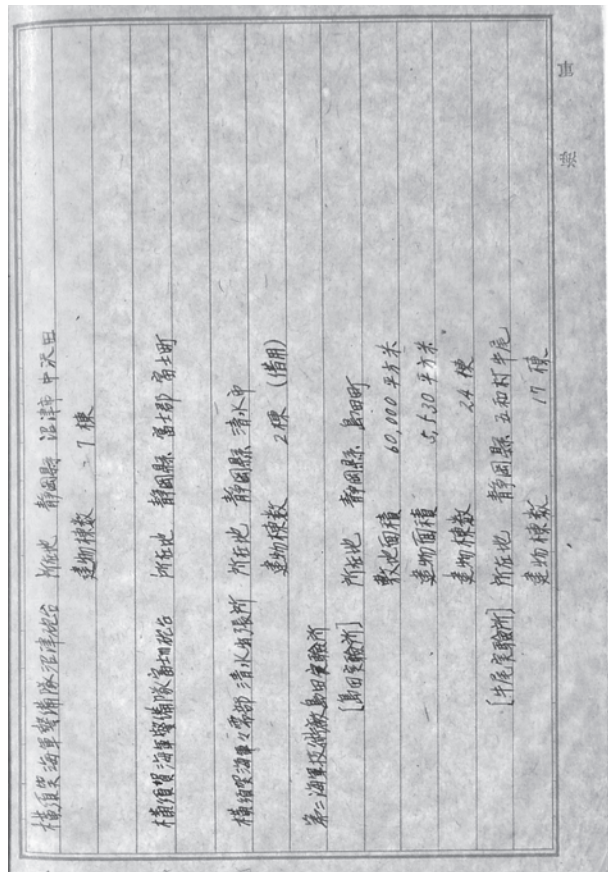 横須賀海軍警備隊沼津砲台 所在地 静岡縣 沼津市 中沢田
建物棟数 7棟
横須賀海軍警備隊富士砲台 所在地 静岡縣 富士郡 富士町
横須賀海軍々需部 清水出張所 所在地 静岡縣 清水市
建物棟数 2棟 (借用)
第二海軍技術廠島田実驗所
[島田実驗所] 所在地 静岡縣 島田町
敷地面積 60,000平方米
建物面積 5,530平方米
建物棟数 24棟
[牛尾実驗所] 所在地 静岡縣 五和村牛尾
建物棟数 17棟